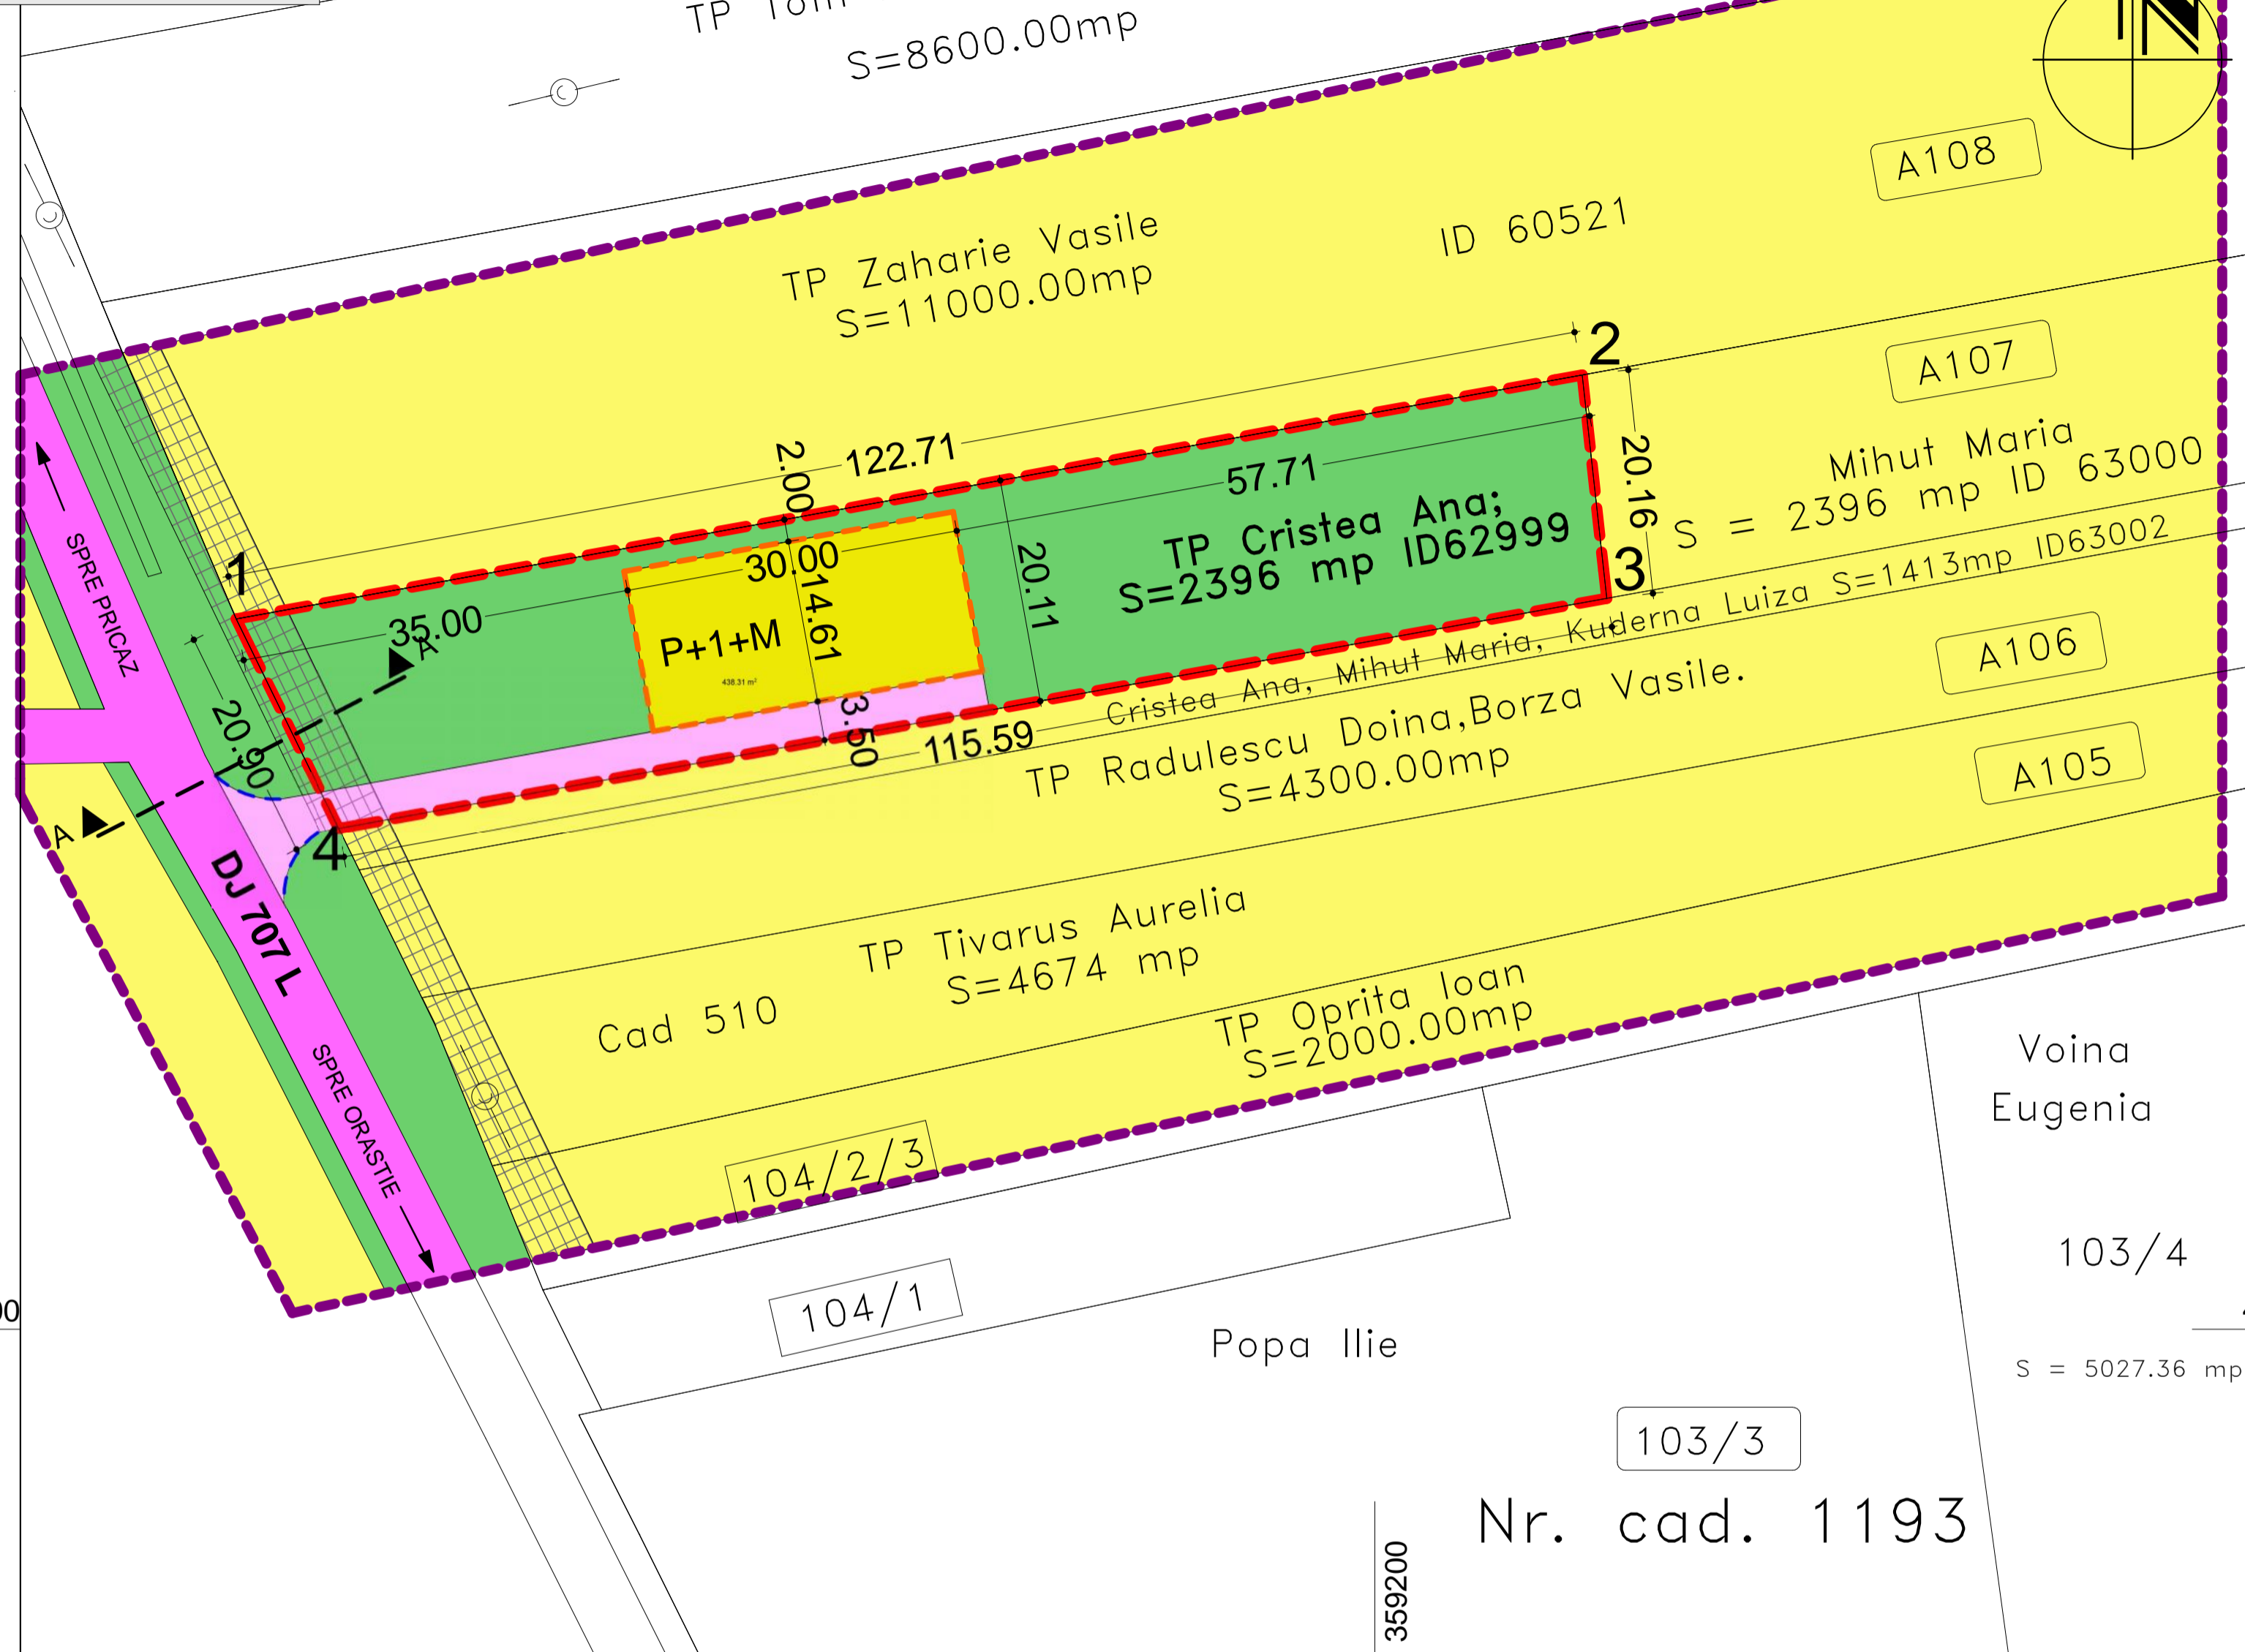 TP
S=8600.00mp
N
A108
TP Zaharie Vasile
S=11000.00mp
ID 60521
2
A107
2.00
122.71
57.71
20.16
Mihut Maria
S = 2396 mp ID 63000
TP Cristea Ana;
S=2396 mp ID62999
1
30.00
14.61
20.11
3
SPRE PRICAZ
35.00
A
P+1+M
438.31 m²
Cristea Ana, Mihut Maria, Kuderna Luiza S=1413mp ID63002
A106
20.90
3.50
115.59
TP Radulescu Doina,Borza Vasile.
S=4300.00mp
A105
A
4
DJ 707 L
TP Tivarus Aurelia
S=4674 mp
Cad 510
TP Oprita Ioan
S=2000.00mp
SPRE ORASTIE
104/2/3
Voina
Eugenia
103/4
104/1
Popa Ilie
S = 5027.36 mp
103/3
Nr. cad. 1193
359200